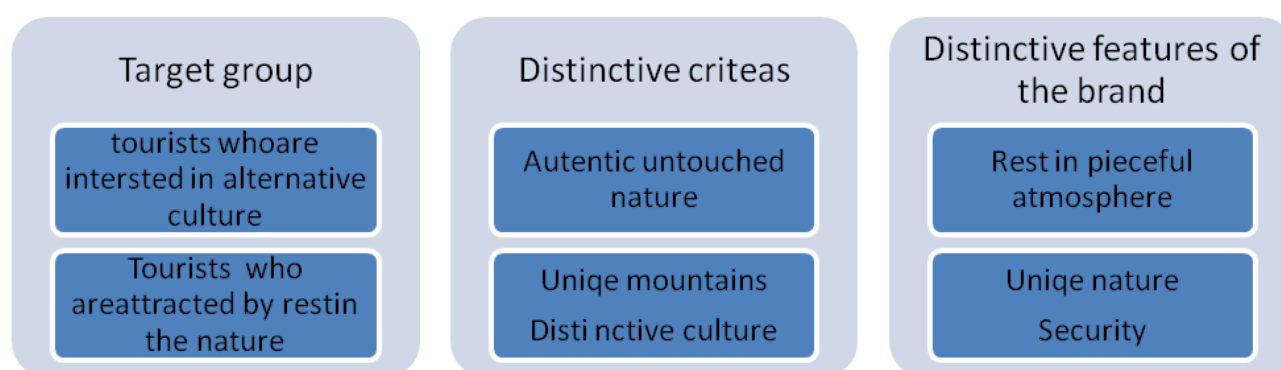 Target group
tourists whoare
intersted in alternative
culture
Tourists who
areattracted by restin
the nature
Distinctive criteas
Autentic untouched
nature
Uniqe mountains
Disti nctive culture
Distinctive features of
the brand
Rest in pieceful
atmosphere
Uniqe nature
Security